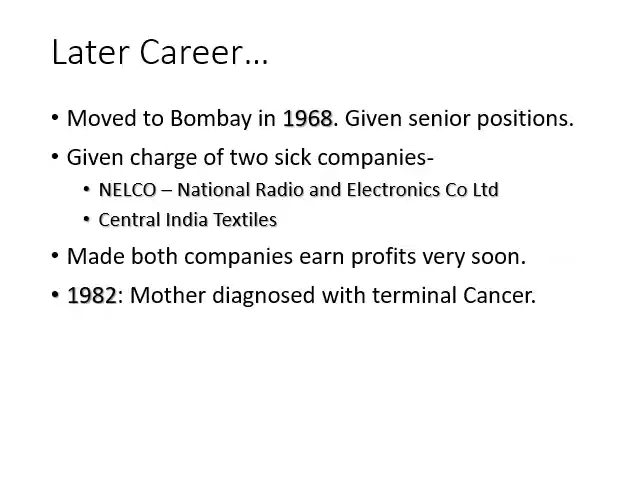 Later Career…
• Moved to Bombay in 1968. Given senior positions.
• Given charge of two sick companies-
• NELCO – National Radio and Electronics Co Ltd
• Central India Textiles
• Made both companies earn profits very soon.
• 1982: Mother diagnosed with terminal Cancer.